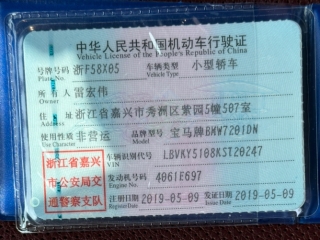 中华人民共和国机动车行驶证
Vehicle License of the People's Republic of China
号牌号码 浙F58X05 车辆类型 小型轿车
Plate No. Vehicle Type
所有人 雷宏伟
Owner
住址 浙江省嘉兴市秀洲区紫园5幢507室
Address
使用性质 非营运 品牌型号 宝马牌BMW7201DN
Use Character Model
浙江省嘉兴
市公安局交
通警察支队
车辆识别代号 LBVKY5108KST20247
VIN
发动机号码 4061E697
Engine No.
注册日期 2019-05-09 发证日期 2019-05-09
Register Date Issue Date